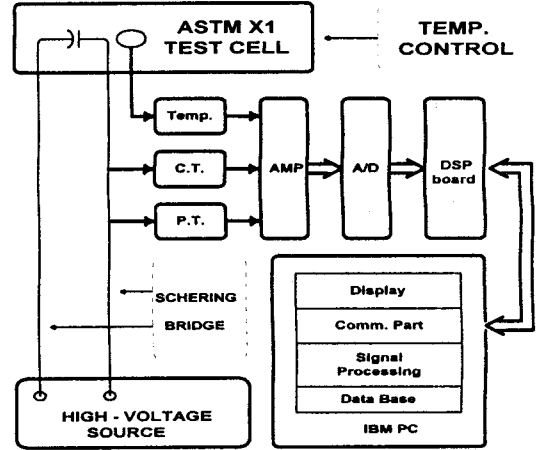 ASTM X1
TEST CELL
TEMP.
CONTROL
Temp.
C.T.
P.T.
AMP
A/D
DSP
board
SCHERING
BRIDGE
Display
Comm. Part
Signal
Processing
Data Base
IBM PC
HIGH - VOLTAGE
SOURCE